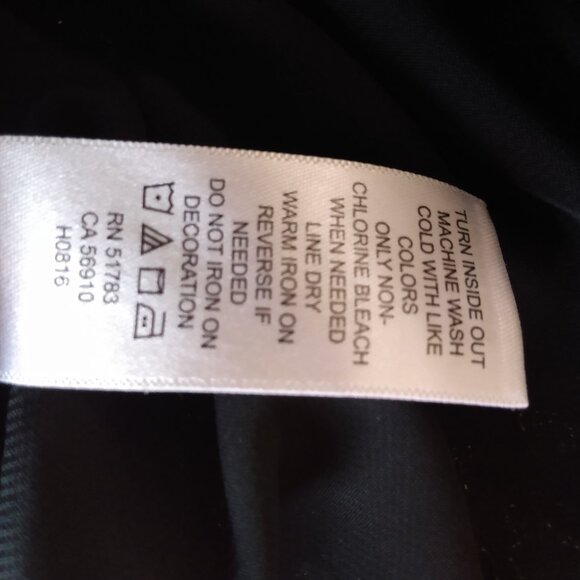 TURN INSIDE OUT
MACHINE WASH
COLD WITH LIKE
COLORS
ONLY NON-
CHLORINE BLEACH
WHEN NEEDED
LINE DRY
WARM IRON ON
REVERSE IF
NEEDED
DO NOT IRON ON
DECORATION
RN 51783
CA 56910
H0816